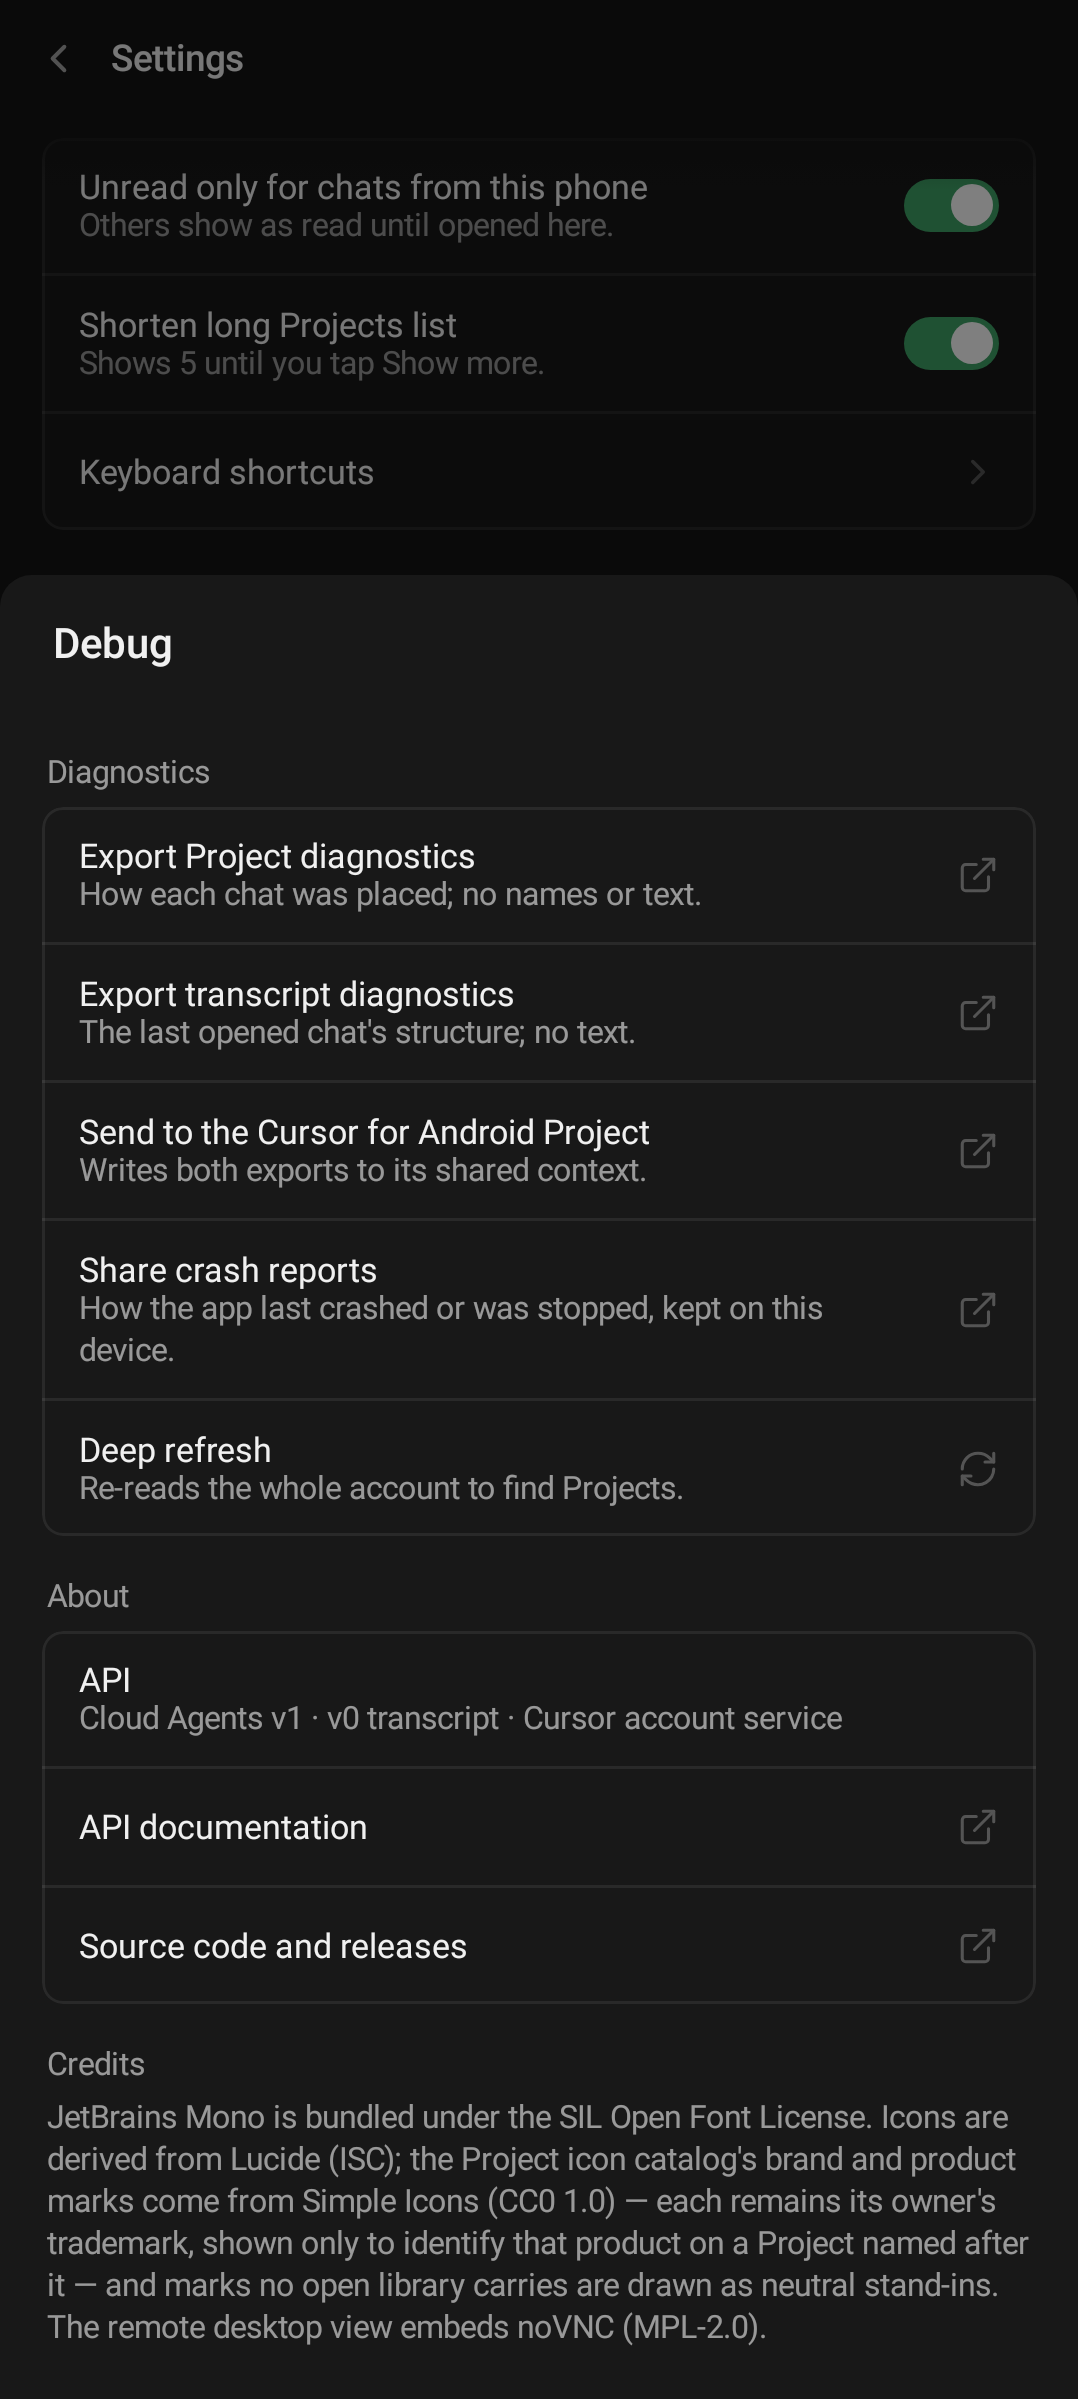 Settings
Unread only for chats from this phone
Others show as read until opened here.
Shorten long Projects list
Shows 5 until you tap Show more.
Keyboard shortcuts
Debug
Diagnostics
Export Project diagnostics
How each chat was placed; no names or text.
Export transcript diagnostics
The last opened chat's structure; no text.
Send to the Cursor for Android Project
Writes both exports to its shared context.
Share crash reports
How the app last crashed or was stopped, kept on this
device.
Deep refresh
Re-reads the whole account to find Projects.
About
API
Cloud Agents v1 · v0 transcript · Cursor account service
API documentation
Source code and releases
Credits
JetBrains Mono is bundled under the SIL Open Font License. Icons are
derived from Lucide (ISC); the Project icon catalog's brand and product
marks come from Simple Icons (CC0 1.0) — each remains its owner's
trademark, shown only to identify that product on a Project named after
it — and marks no open library carries are drawn as neutral stand-ins.
The remote desktop view embeds noVNC (MPL-2.0).